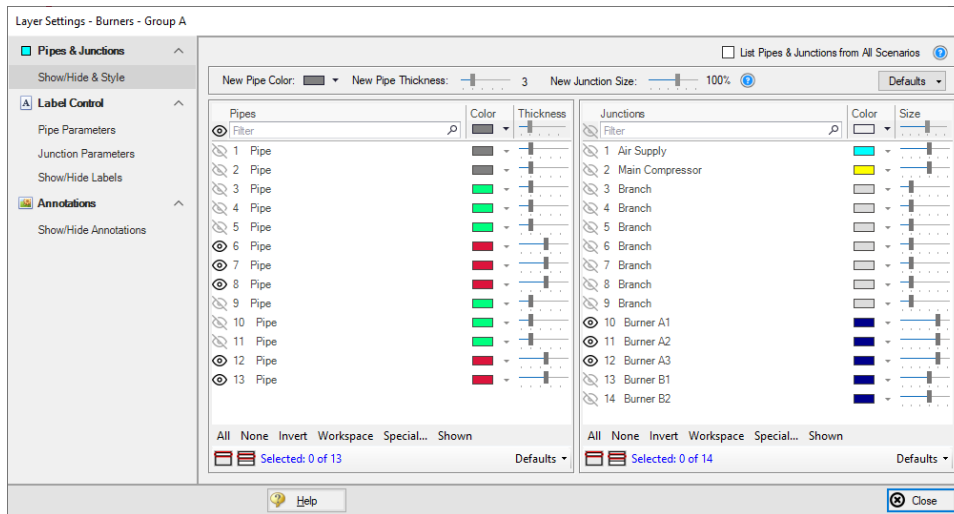 Layer Settings - Burners - Group A
Pipes & Junctions
Show/Hide & Style
A Label Control
Pipe Parameters
Junction Parameters
Show/Hide Labels
Annotations
Show/Hide Annotations
List Pipes & Junctions from All Scenarios ?
New Pipe Color: New Pipe Thickness: 3 New Junction Size: 100% ? Defaults
Pipes Color Thickness
Filter
1 Pipe
2 Pipe
3 Pipe
4 Pipe
5 Pipe
6 Pipe
7 Pipe
8 Pipe
9 Pipe
10 Pipe
11 Pipe
12 Pipe
13 Pipe
All None Invert Workspace Special... Shown
Selected: 0 of 13 Defaults
Junctions Color Size
Filter
1 Air Supply
2 Main Compressor
3 Branch
4 Branch
5 Branch
6 Branch
7 Branch
8 Branch
9 Branch
10 Burner A1
11 Burner A2
12 Burner A3
13 Burner B1
14 Burner B2
All None Invert Workspace Special... Shown
Selected: 0 of 14 Defaults
? Help
Close